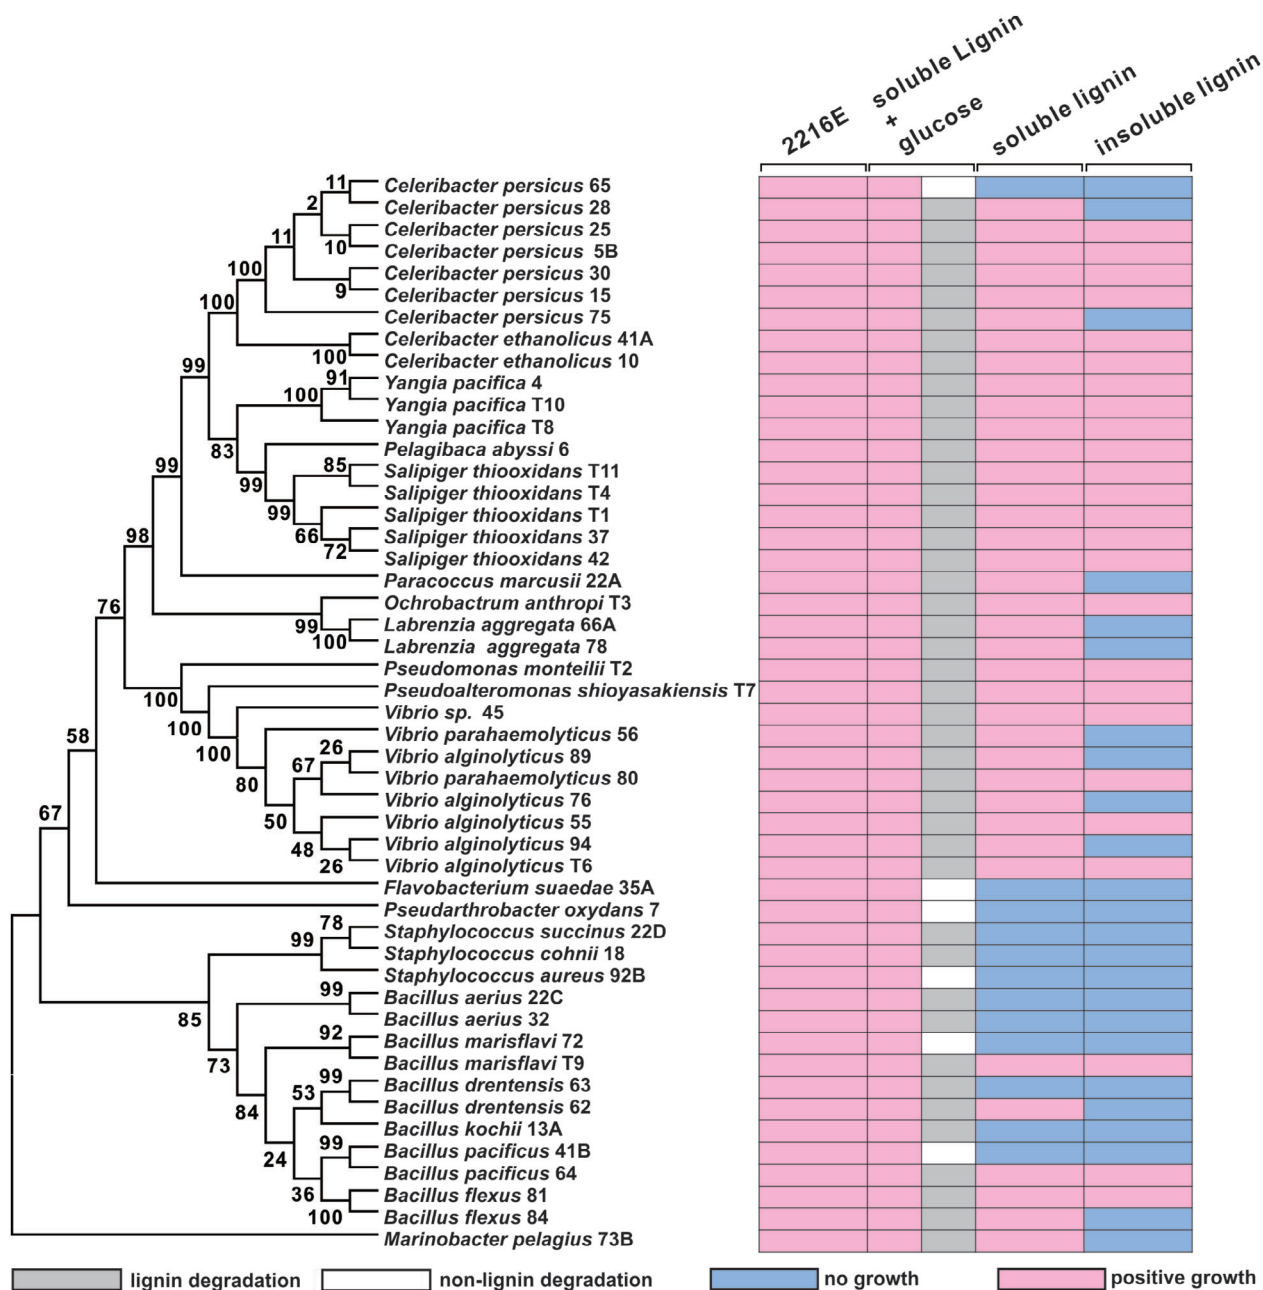 2216E
soluble Lignin
+
glucose
soluble lignin
insoluble lignin
11
Celeribacter persicus 65
2
Celeribacter persicus 28
11
Celeribacter persicus 25
10
Celeribacter persicus 5B
100
Celeribacter persicus 30
9
Celeribacter persicus 15
100
Celeribacter persicus 75
Celeribacter ethanolicus 41A
100
Celeribacter ethanolicus 10
99
91
Yangia pacifica 4
100
Yangia pacifica T10
Yangia pacifica T8
83
Pelagibaca abyssi 6
99
85
Salipiger thiooxidans T11
99
Salipiger thiooxidans T4
99
Salipiger thiooxidans T1
66
Salipiger thiooxidans 37
72
Salipiger thiooxidans 42
98
Paracoccus marcusii 22A
76
Ochrobactrum anthropi T3
99
Labrenzia aggregata 66A
100
Labrenzia aggregata 78
Pseudomonas monteilii T2
100
Pseudoalteromonas shioyasakiensis T7
100
Vibrio sp. 45
100
58
Vibrio parahaemolyticus 56
26
Vibrio alginolyticus 89
67
80
Vibrio parahaemolyticus 80
Vibrio alginolyticus 76
67
50
Vibrio alginolyticus 55
48
Vibrio alginolyticus 94
26
Vibrio alginolyticus T6
Flavobacterium suaedae 35A
Pseudarthrobacter oxydans 7
78
Staphylococcus succinus 22D
99
Staphylococcus cohnii 18
Staphylococcus aureus 92B
99
Bacillus aerius 22C
85
Bacillus aerius 32
92
Bacillus marisflavi 72
73
Bacillus marisflavi T9
99
Bacillus drentensis 63
53
84
Bacillus drentensis 62
Bacillus kochii 13A
99
Bacillus pacificus 41B
24
Bacillus pacificus 64
36
Bacillus flexus 81
100
Bacillus flexus 84
Marinobacter pelagius 73B
lignin degradation
non-lignin degradation
no growth
positive growth